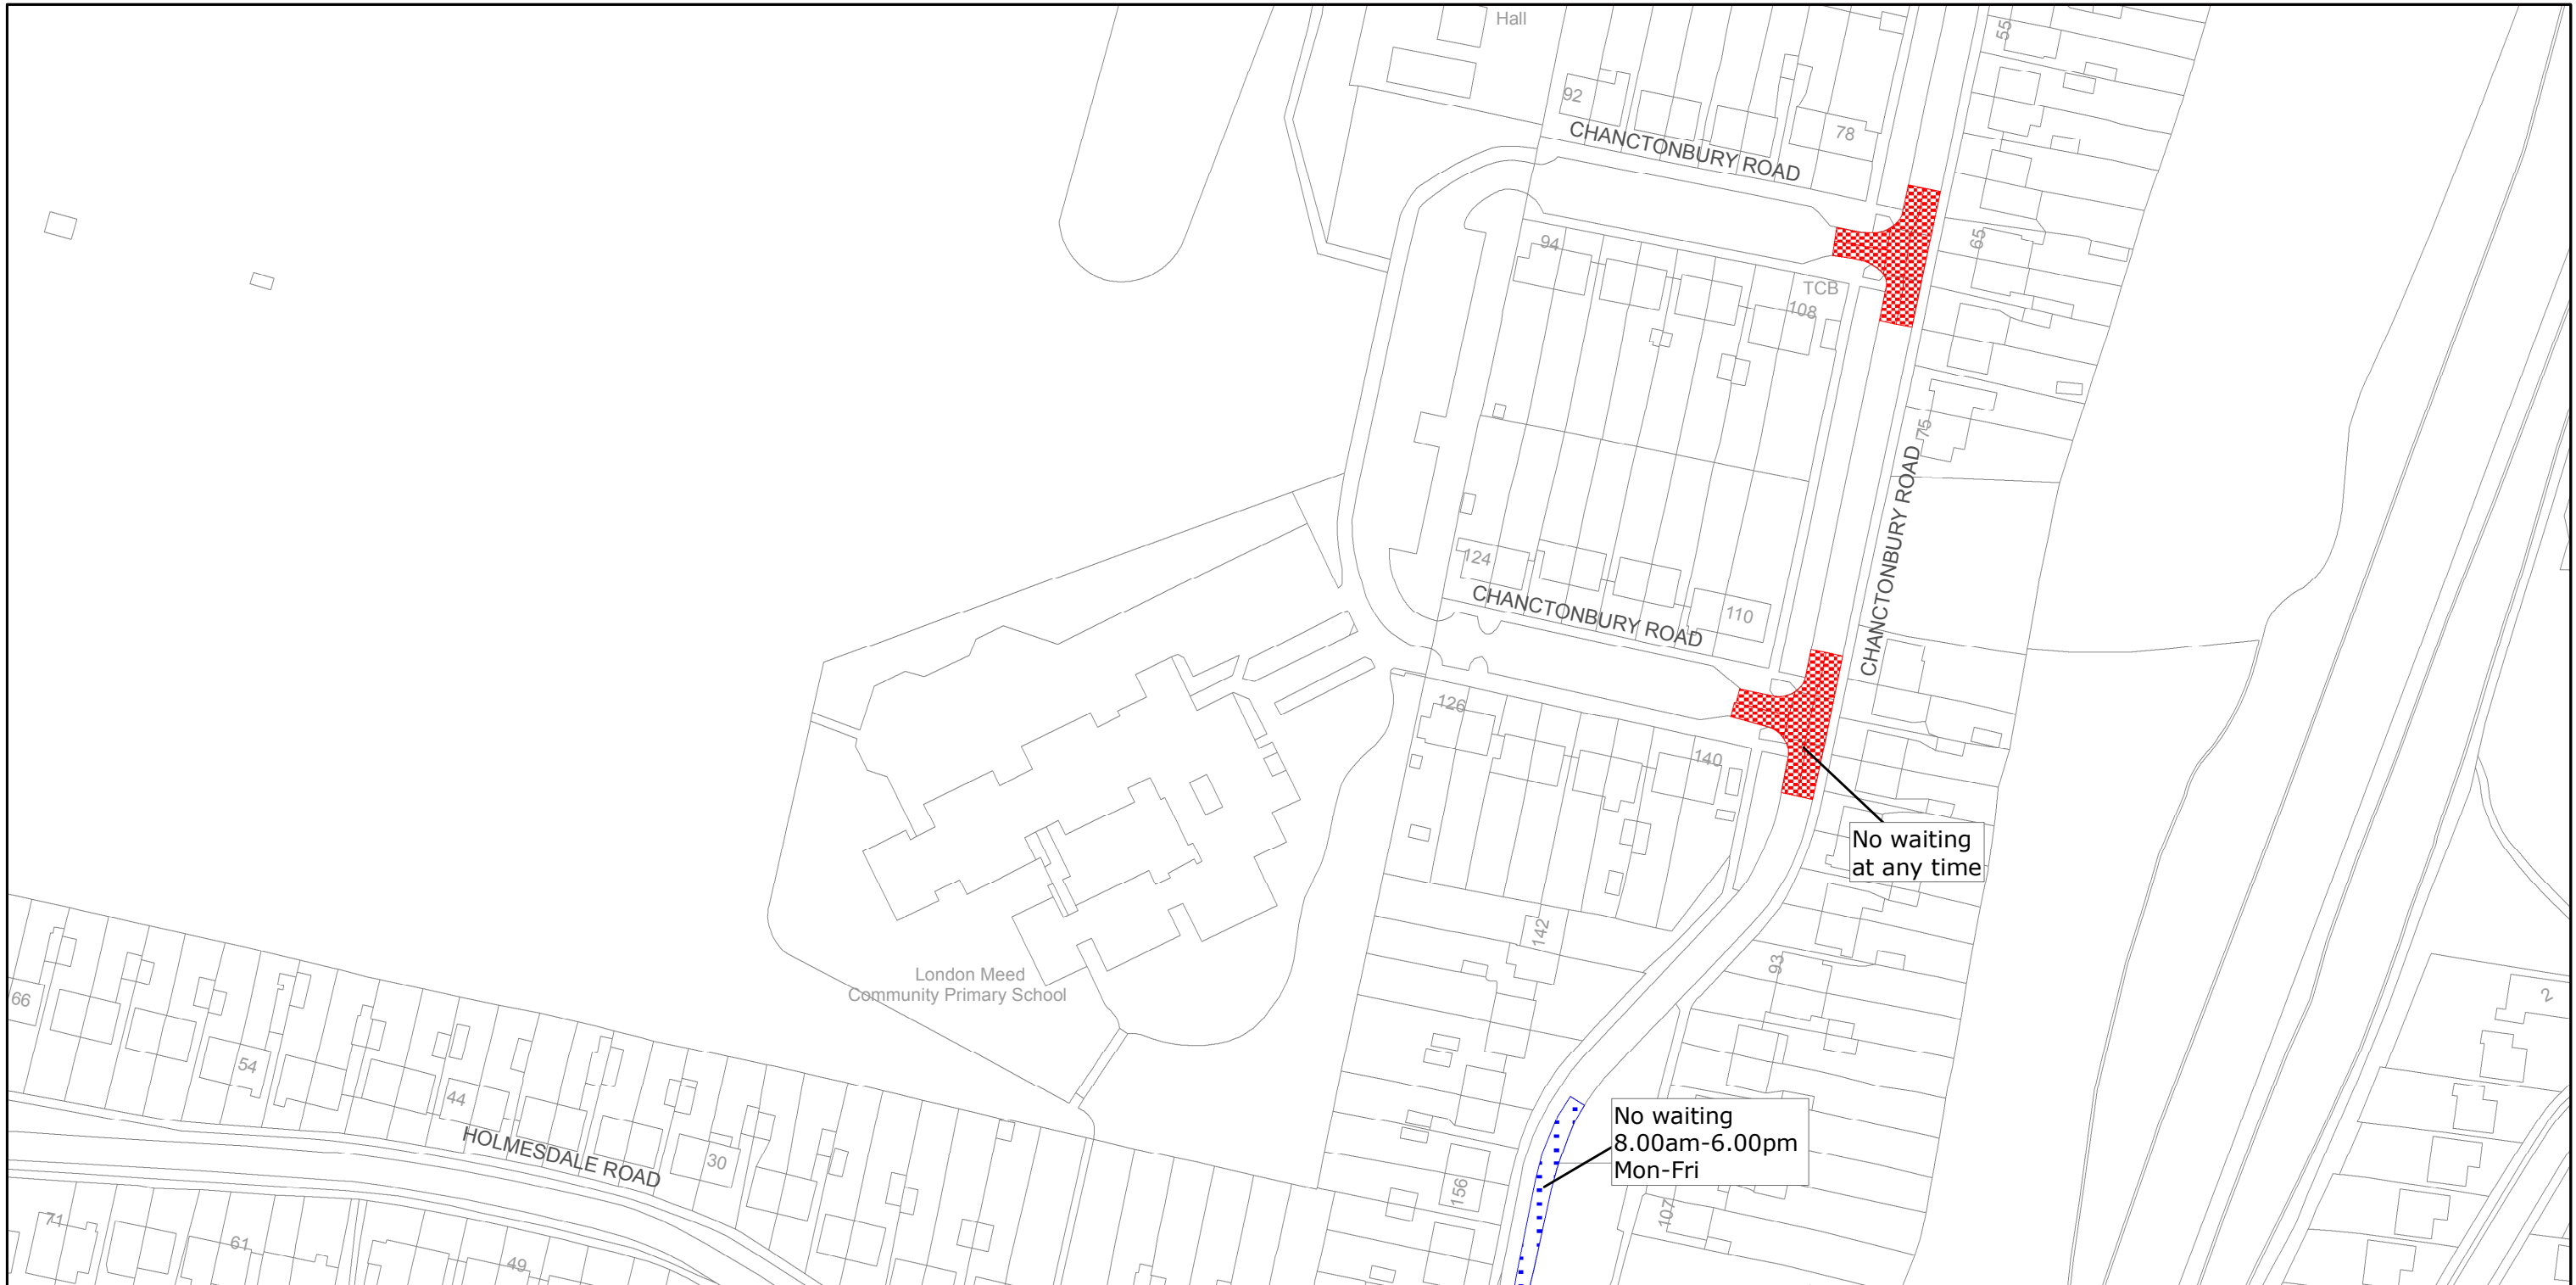 Hall
55
92
CHANCTONBURY ROAD
78
65
94
TCB
108
75
CHANCTONBURY ROAD
124
CHANCTONBURY ROAD
110
126
140
No waiting
at any time
142
93
London Meed
Community Primary School
66
2
54
44
No waiting
8.00am-6.00pm
Mon-Fri
HOLMESDALE ROAD
30
156
107
71
61
49